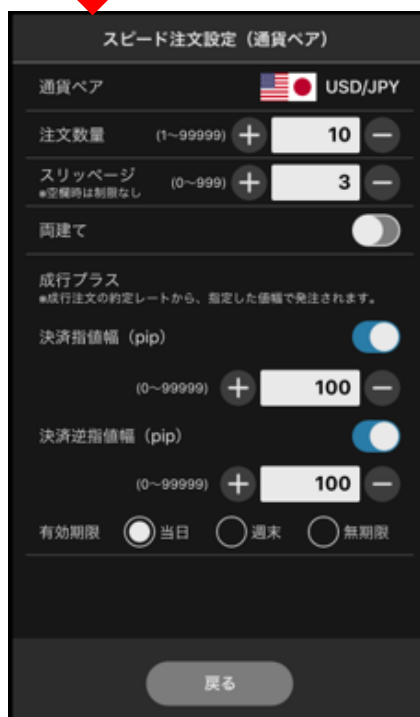 スピード注文設定（通貨ペア）
通貨ペア USD/JPY
注文数量 (1~99999) + 10 −
スリッページ (0~999) + 3 −
※空欄時は制限なし
両建て
成行プラス
※成行注文の約定レートから、指定した値幅で発注されます。
決済指値幅（pip）
(0~99999) + 100 −
決済逆指値幅（pip）
(0~99999) + 100 −
有効期限 当日 週末 無期限
戻る